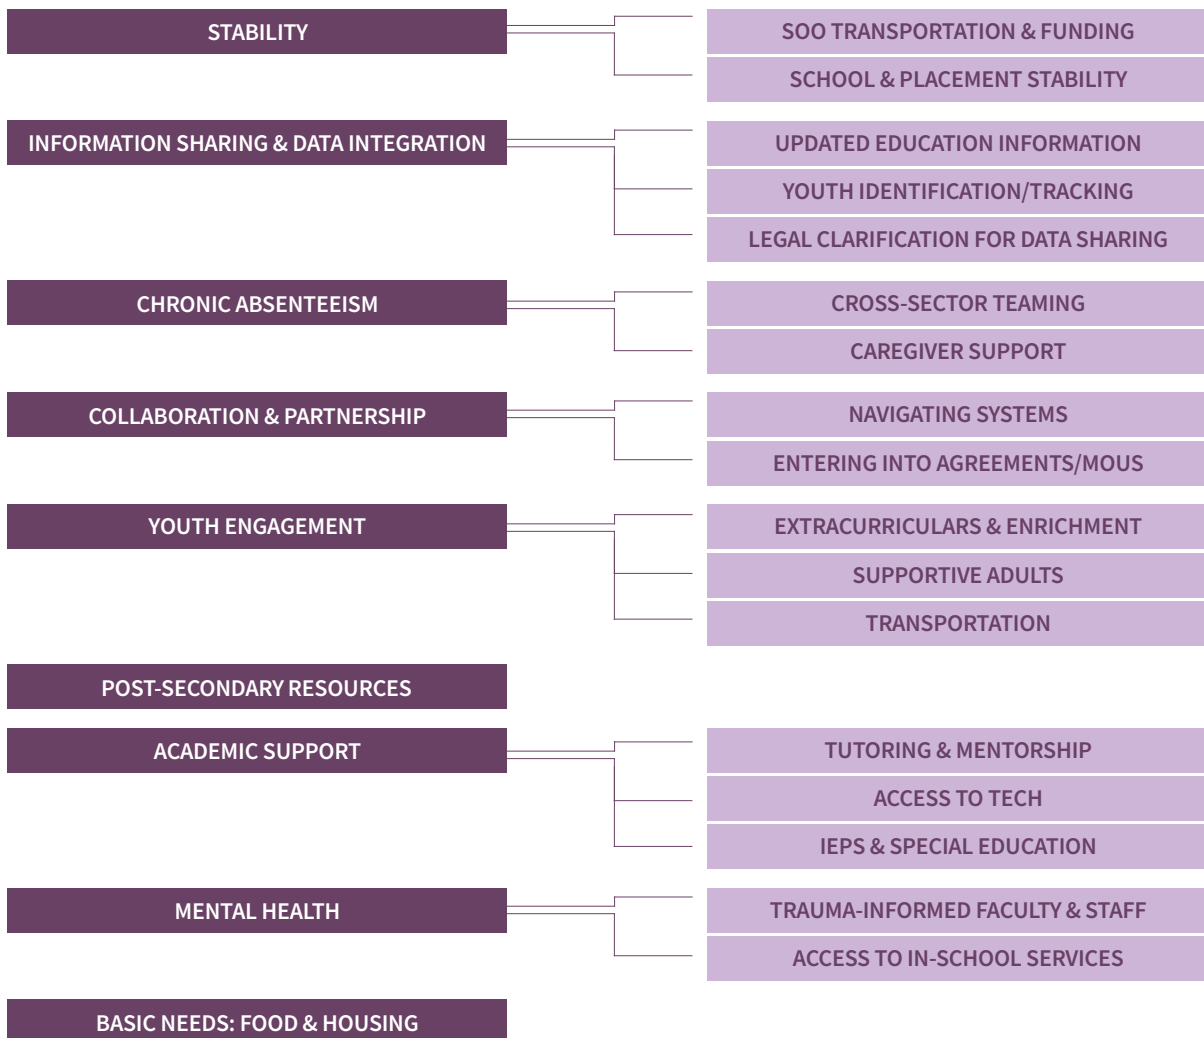 STABILITY
SOO TRANSPORTATION & FUNDING
SCHOOL & PLACEMENT STABILITY
INFORMATION SHARING & DATA INTEGRATION
UPDATED EDUCATION INFORMATION
YOUTH IDENTIFICATION/TRACKING
LEGAL CLARIFICATION FOR DATA SHARING
CHRONIC ABSENTEEISM
CROSS-SECTOR TEAMING
CAREGIVER SUPPORT
COLLABORATION & PARTNERSHIP
NAVIGATING SYSTEMS
ENTERING INTO AGREEMENTS/MOUS
YOUTH ENGAGEMENT
EXTRACURRICULARS & ENRICHMENT
SUPPORTIVE ADULTS
TRANSPORTATION
POST-SECONDARY RESOURCES
ACADEMIC SUPPORT
TUTORING & MENTORSHIP
ACCESS TO TECH
IEPS & SPECIAL EDUCATION
MENTAL HEALTH
TRAUMA-INFORMED FACULTY & STAFF
ACCESS TO IN-SCHOOL SERVICES
BASIC NEEDS: FOOD & HOUSING